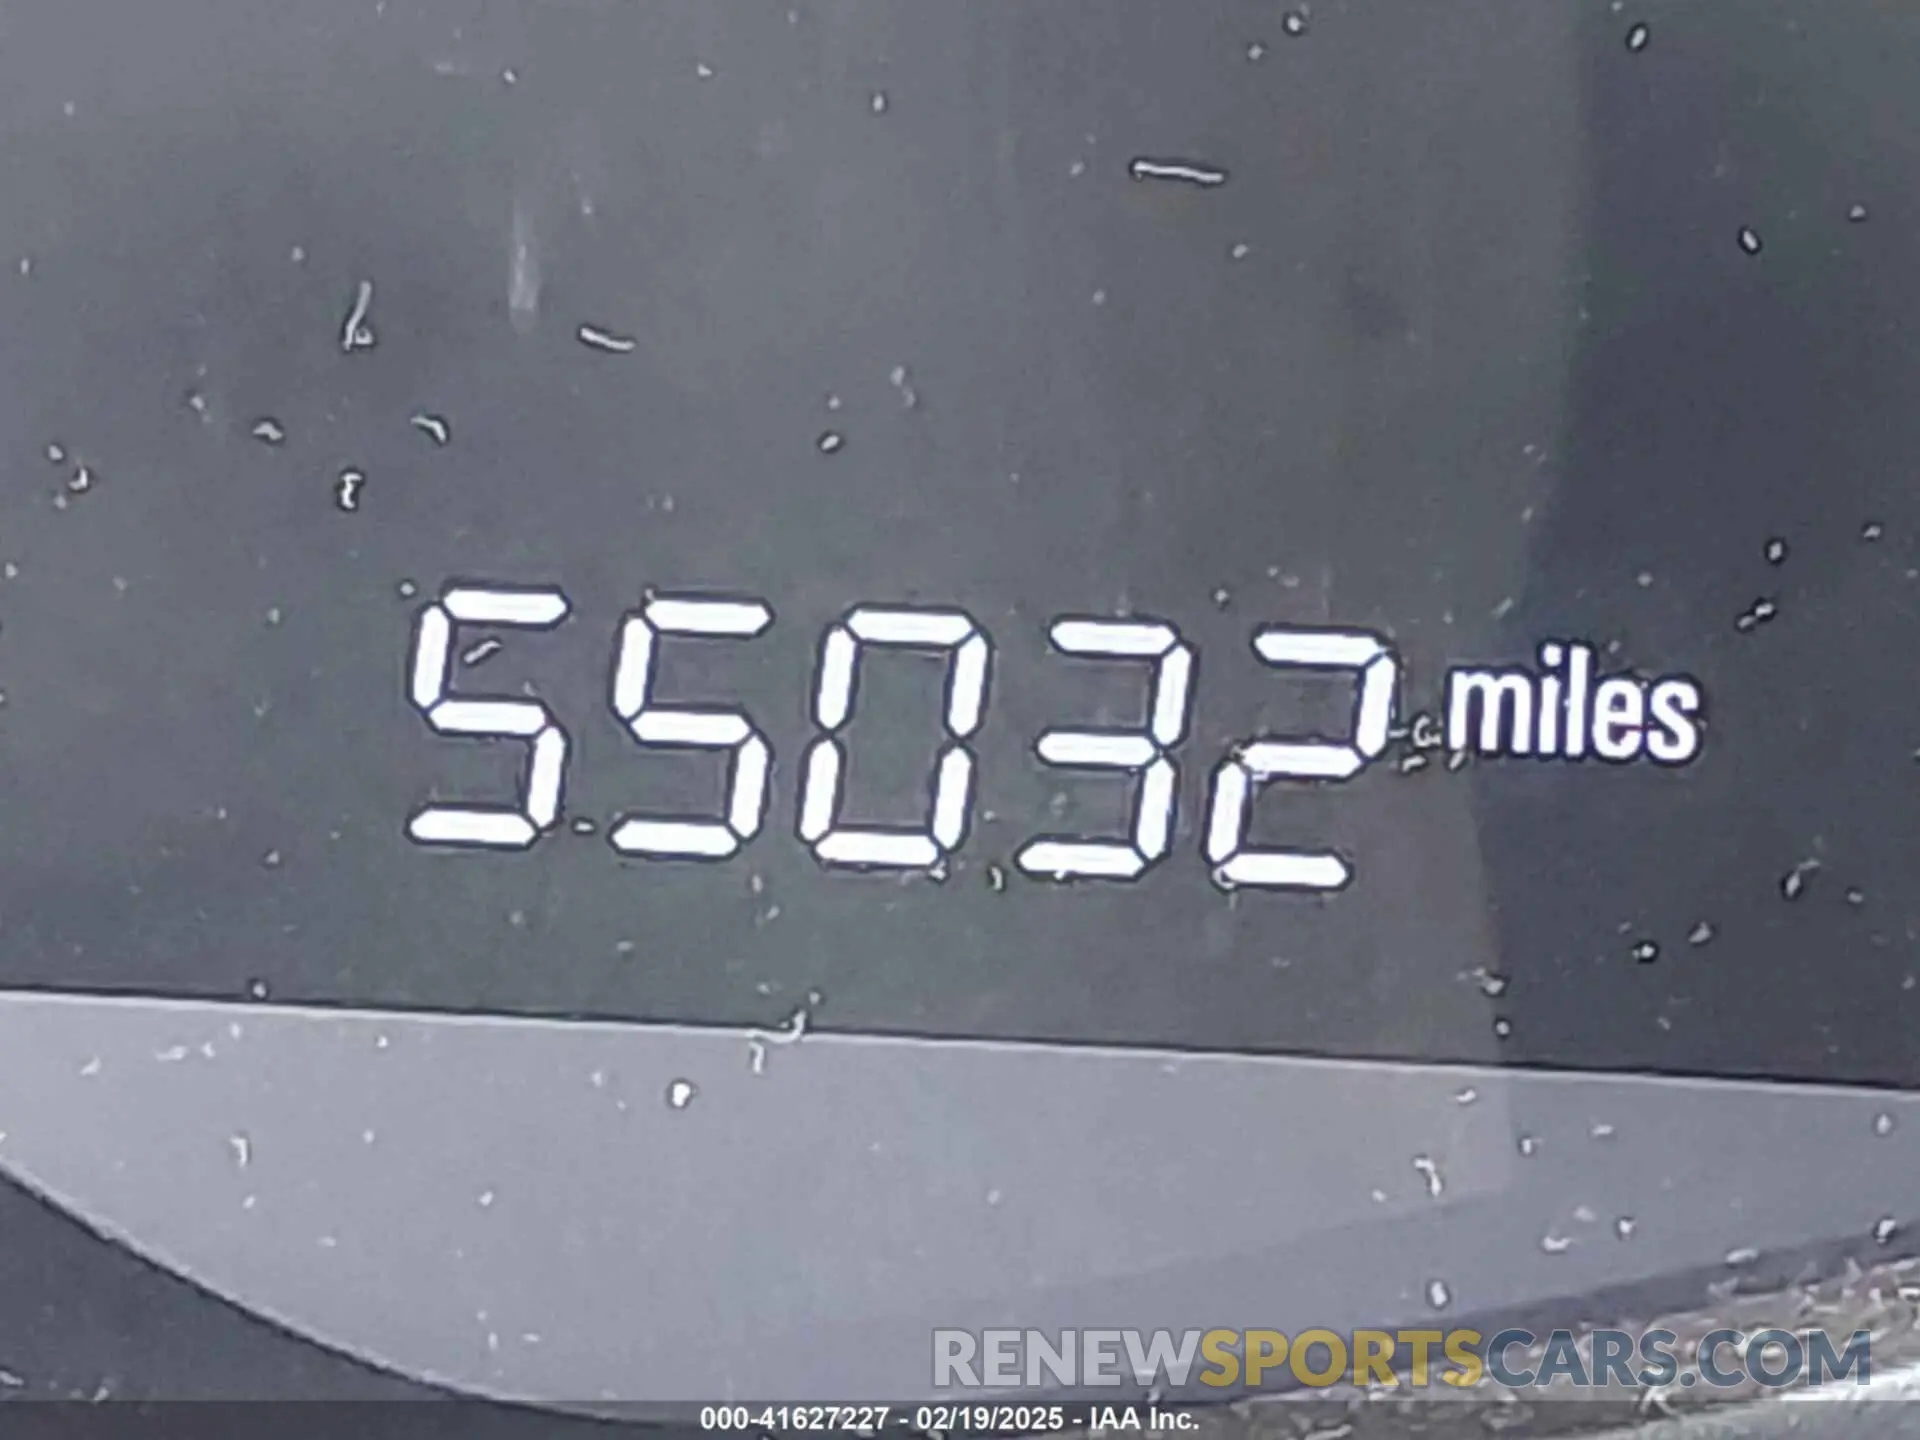 55032 miles
RENEWSPORTSCARS.COM
000-41627227 - 02/19/2025 - IAA Inc.